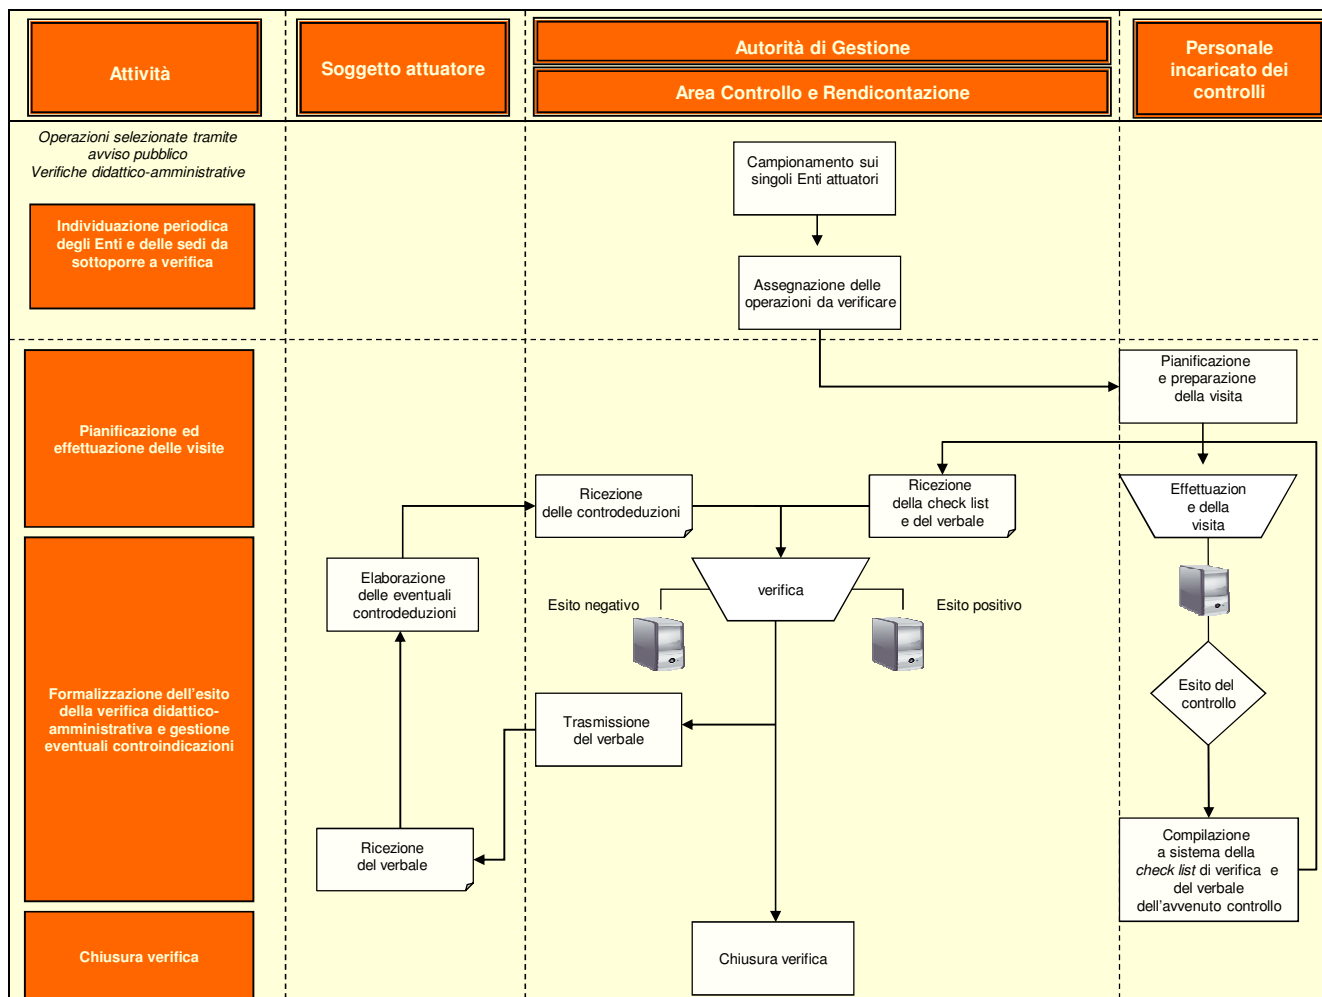 Attività
Soggetto attuatore
Autorità di Gestione
Area Controllo e Rendicontazione
Personale
incaricato dei
controlli
Operazioni selezionate tramite
avviso pubblico
Verifiche didattico-amministrative
Individuazione periodica
degli Enti e delle sedi da
sottoporre a verifica
Campionamento sui
singoli Enti attuatori
Assegnazione delle
operazioni da verificare
Pianificazione ed
effettuazione delle visite
Pianificazione
e preparazione
della visita
Ricezione
delle controdeduzioni
Ricezione
della check list
e del verbale
Effettuazion
e della
visita
Elaborazione
delle eventuali
controdeduzioni
verifica
Esito negativo
Esito positivo
Formalizzazione dell'esito
della verifica didattico-
amministrativa e gestione
eventuali controindicazioni
Esito del
controllo
Trasmissione
del verbale
Ricezione
del verbale
Compilazione
a sistema della
check list di verifica e
del verbale
dell'avvenuto controllo
Chiusura verifica
Chiusura verifica